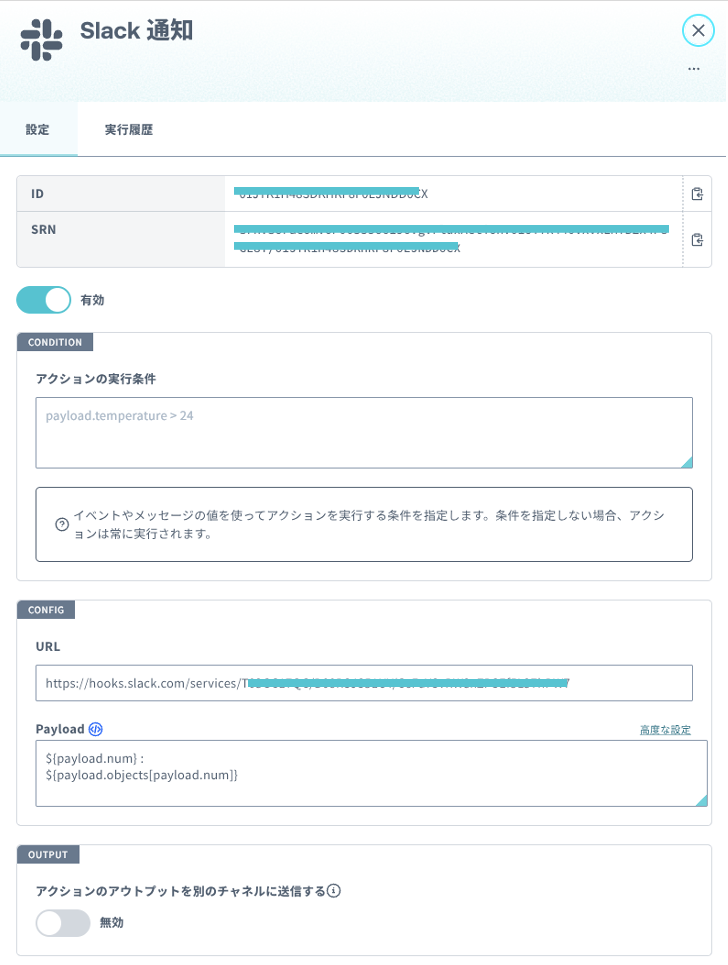 Slack 通知
...
設定
実行履歴
ID
SRN
有効
CONDITION
アクションの実行条件
payload.temperature > 24
イベントやメッセージの値を使ってアクションを実行する条件を指定します。条件を指定しない場合、アクシ
ョンは常に実行されます。
CONFIG
URL
https://hooks.slack.com/services/
Payload
高度な設定
${payload.num} :
${payload.objects[payload.num]}
OUTPUT
アクションのアウトプットを別のチャネルに送信する
無効